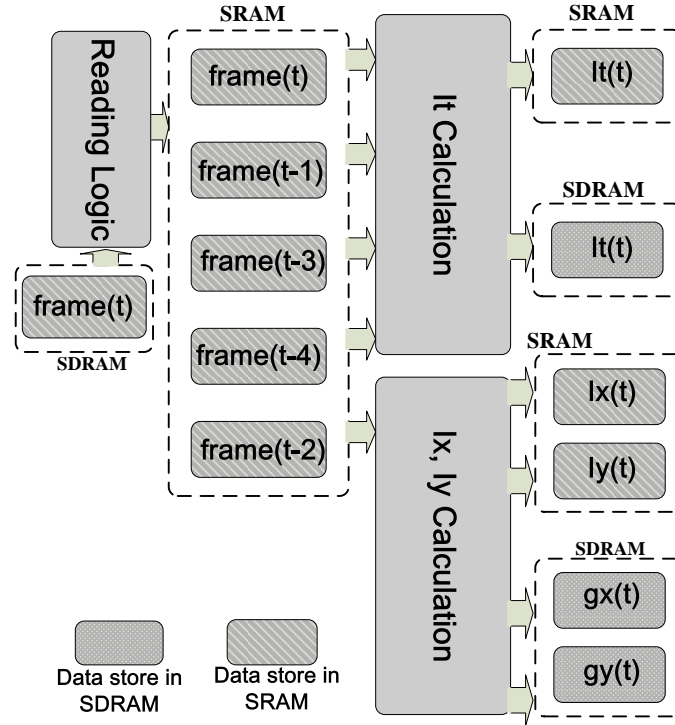 SRAM
Reading Logic
frame(t)
SDRAM
frame(t)
frame(t-1)
frame(t-3)
frame(t-4)
frame(t-2)
It Calculation
Ix, Iy Calculation
SRAM
It(t)
SDRAM
It(t)
SRAM
Ix(t)
Iy(t)
SDRAM
gx(t)
gy(t)
Data store in
SDRAM
Data store in
SRAM